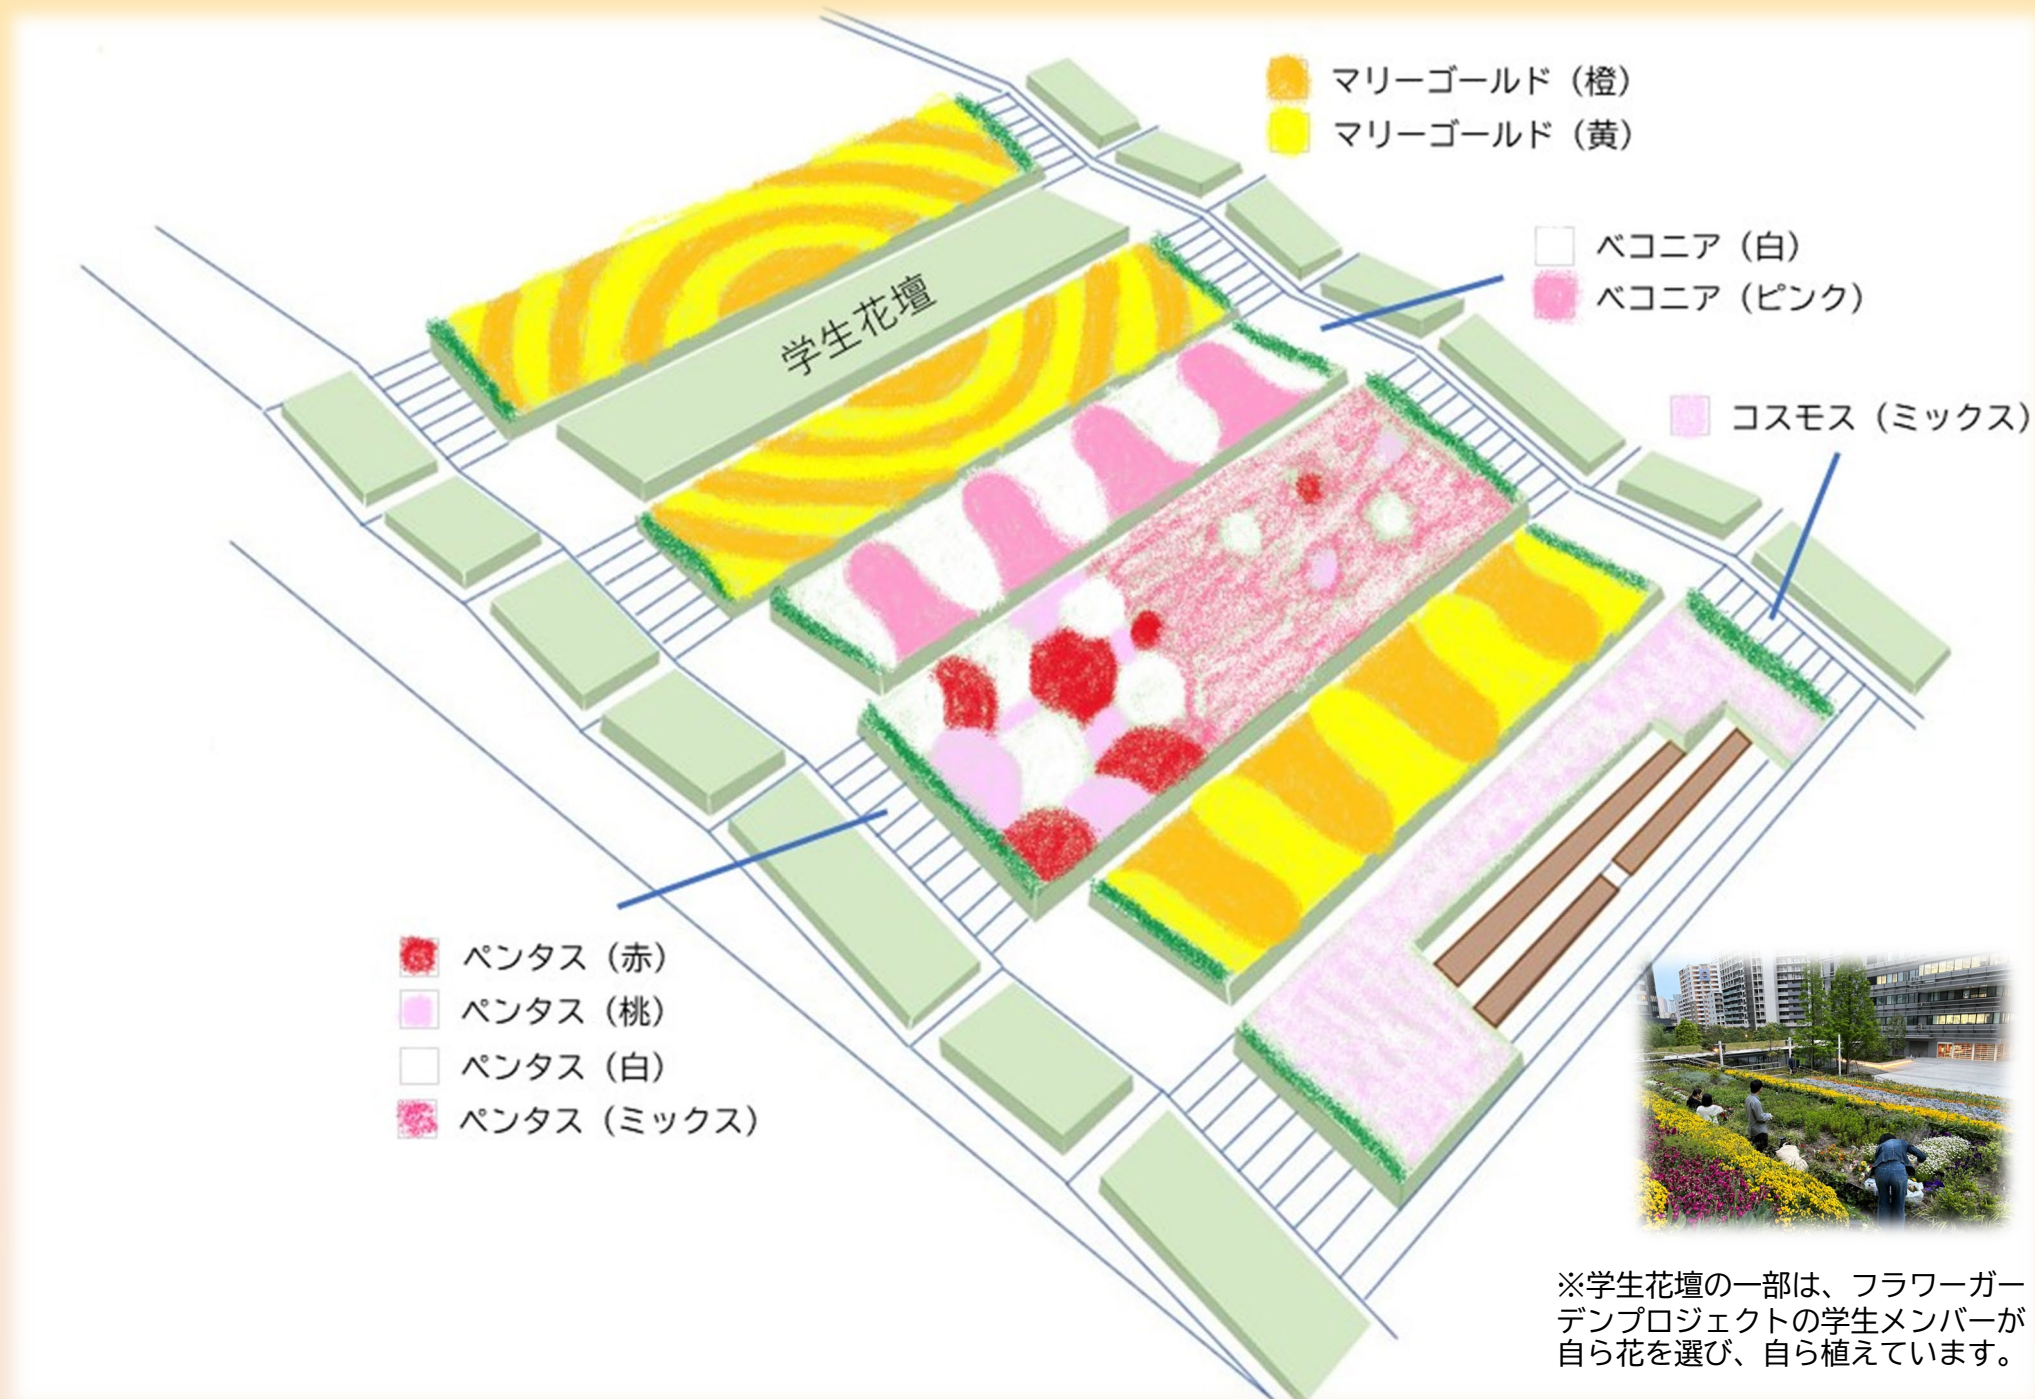 マリーゴールド（橙）
マリーゴールド（黄）
ベコニア（白）
ベコニア（ピンク）
コスモス（ミックス）
学生花壇
ペンタス（赤）
ペンタス（桃）
ペンタス（白）
ペンタス（ミックス）
※学生花壇の一部は、フラワーガー
デンプロジェクトの学生メンバーが
自ら花を選び、自ら植えています。